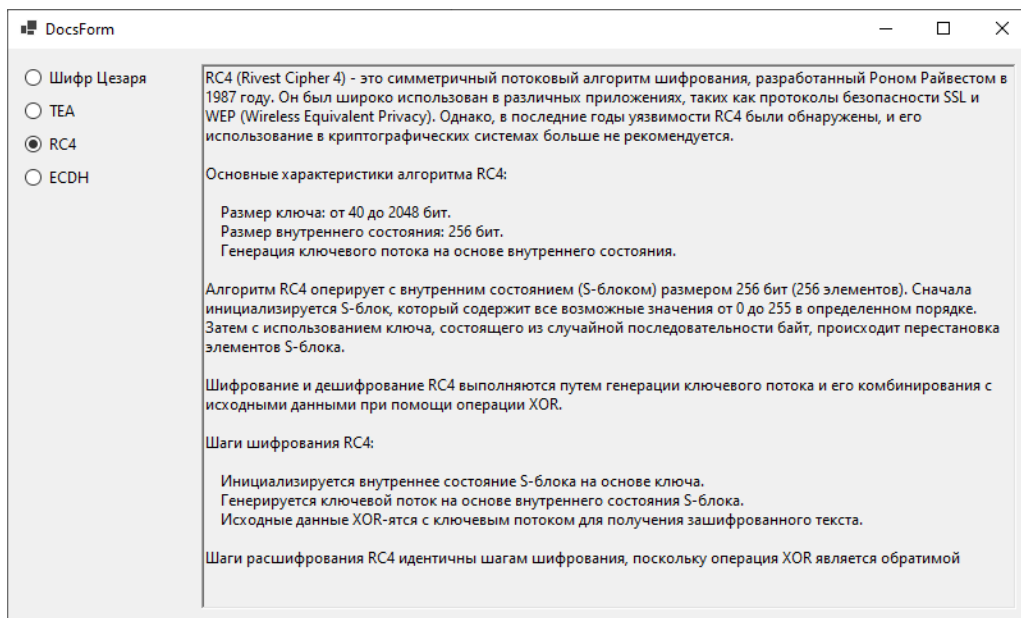 DocsForm
Шифр Цезаря
TEA
RC4
ECDH
RC4 (Rivest Cipher 4) - это симметричный потоковый алгоритм шифрования, разработанный Роном Райвестом в
1987 году. Он был широко использован в различных приложениях, таких как протоколы безопасности SSL и
WEP (Wireless Equivalent Privacy). Однако, в последние годы уязвимости RC4 были обнаружены, и его
использование в криптографических системах больше не рекомендуется.
Основные характеристики алгоритма RC4:
Размер ключа: от 40 до 2048 бит.
Размер внутреннего состояния: 256 бит.
Генерация ключевого потока на основе внутреннего состояния.
Алгоритм RC4 оперирует с внутренним состоянием (S-блоком) размером 256 бит (256 элементов). Сначала
инициализируется S-блок, который содержит все возможные значения от 0 до 255 в определенном порядке.
Затем с использованием ключа, состоящего из случайной последовательности байт, происходит перестановка
элементов S-блока.
Шифрование и дешифрование RC4 выполняются путем генерации ключевого потока и его комбинирования с
исходными данными при помощи операции XOR.
Шаги шифрования RC4:
Инициализируется внутреннее состояние S-блока на основе ключа.
Генерируется ключевой поток на основе внутреннего состояния S-блока.
Исходные данные XOR-ятся с ключевым потоком для получения зашифрованного текста.
Шаги расшифрования RC4 идентичны шагам шифрования, поскольку операция XOR является обратимой